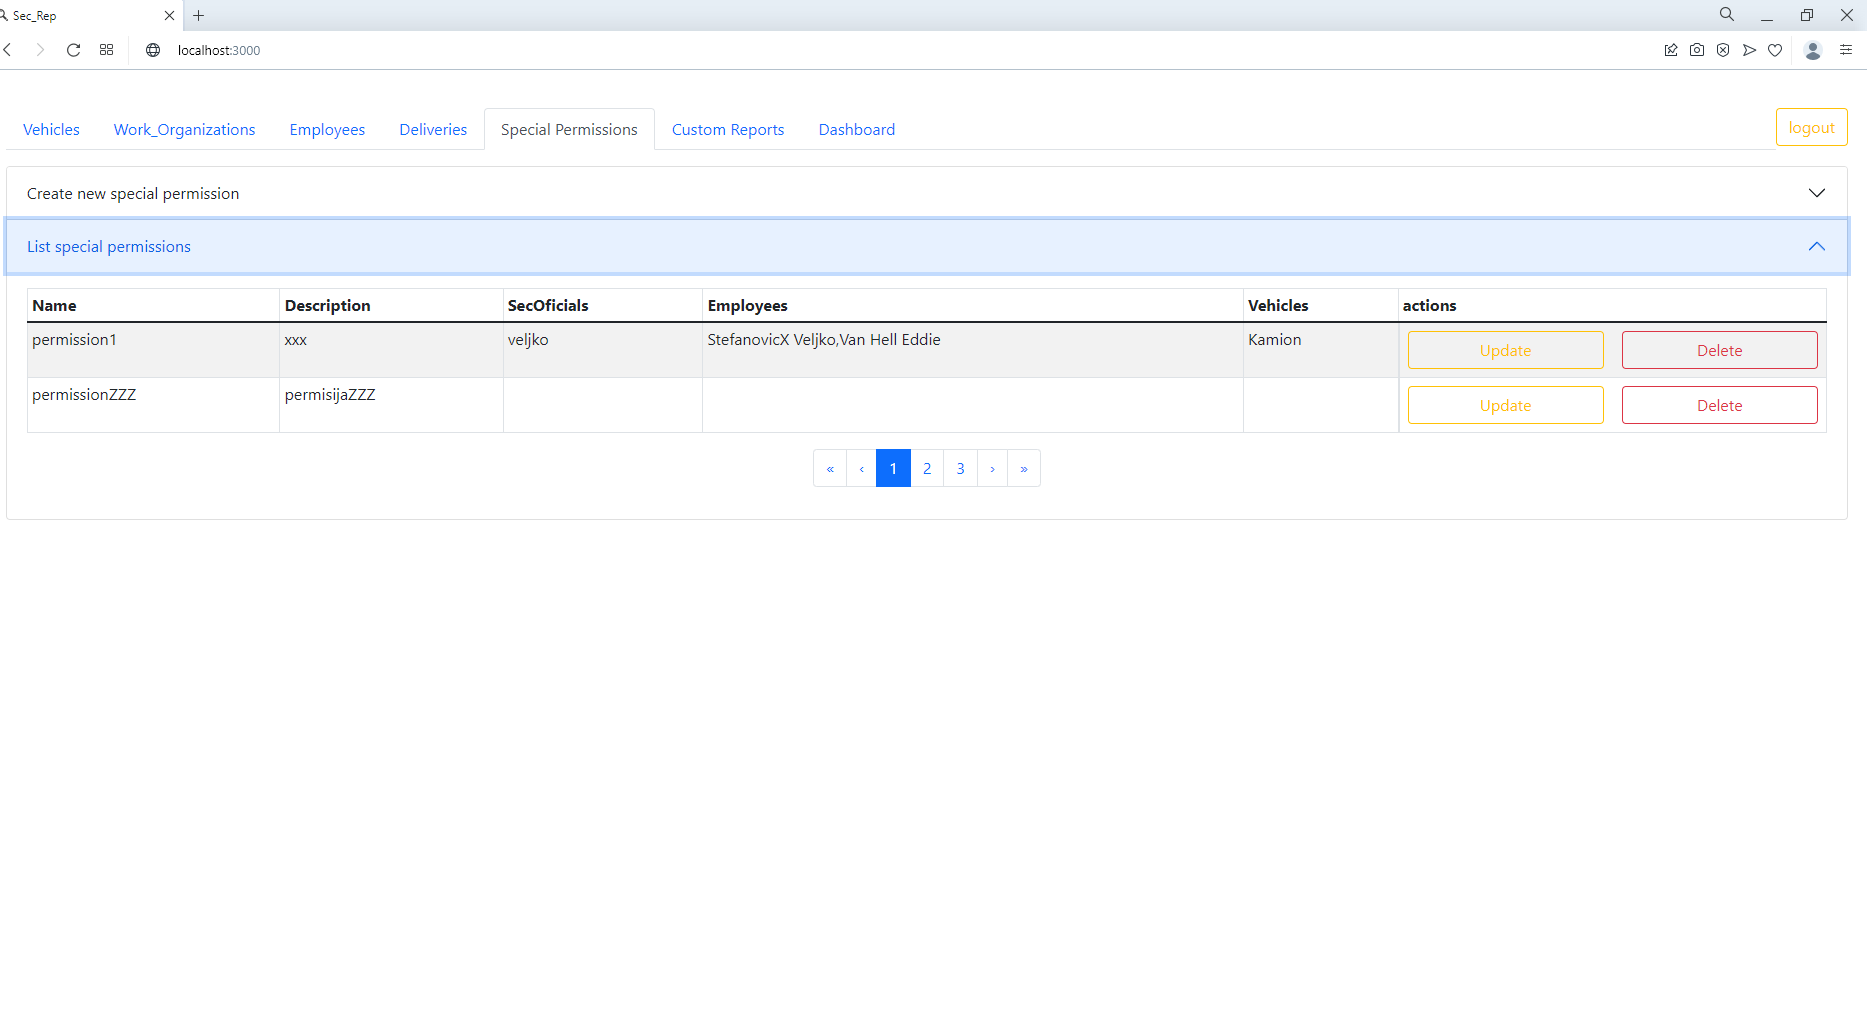 Sec_Rep
localhost:3000
Vehicles Work_Organizations Employees Deliveries Special Permissions Custom Reports Dashboard logout
Create new special permission
List special permissions
Name Description SecOficials Employees Vehicles actions
permission1 xxx veljko StefanovicX Veljko,Van Hell Eddie Kamion Update Delete
permissionZZZ permisijaZZZ Update Delete
« ‹ 1 2 3 › »